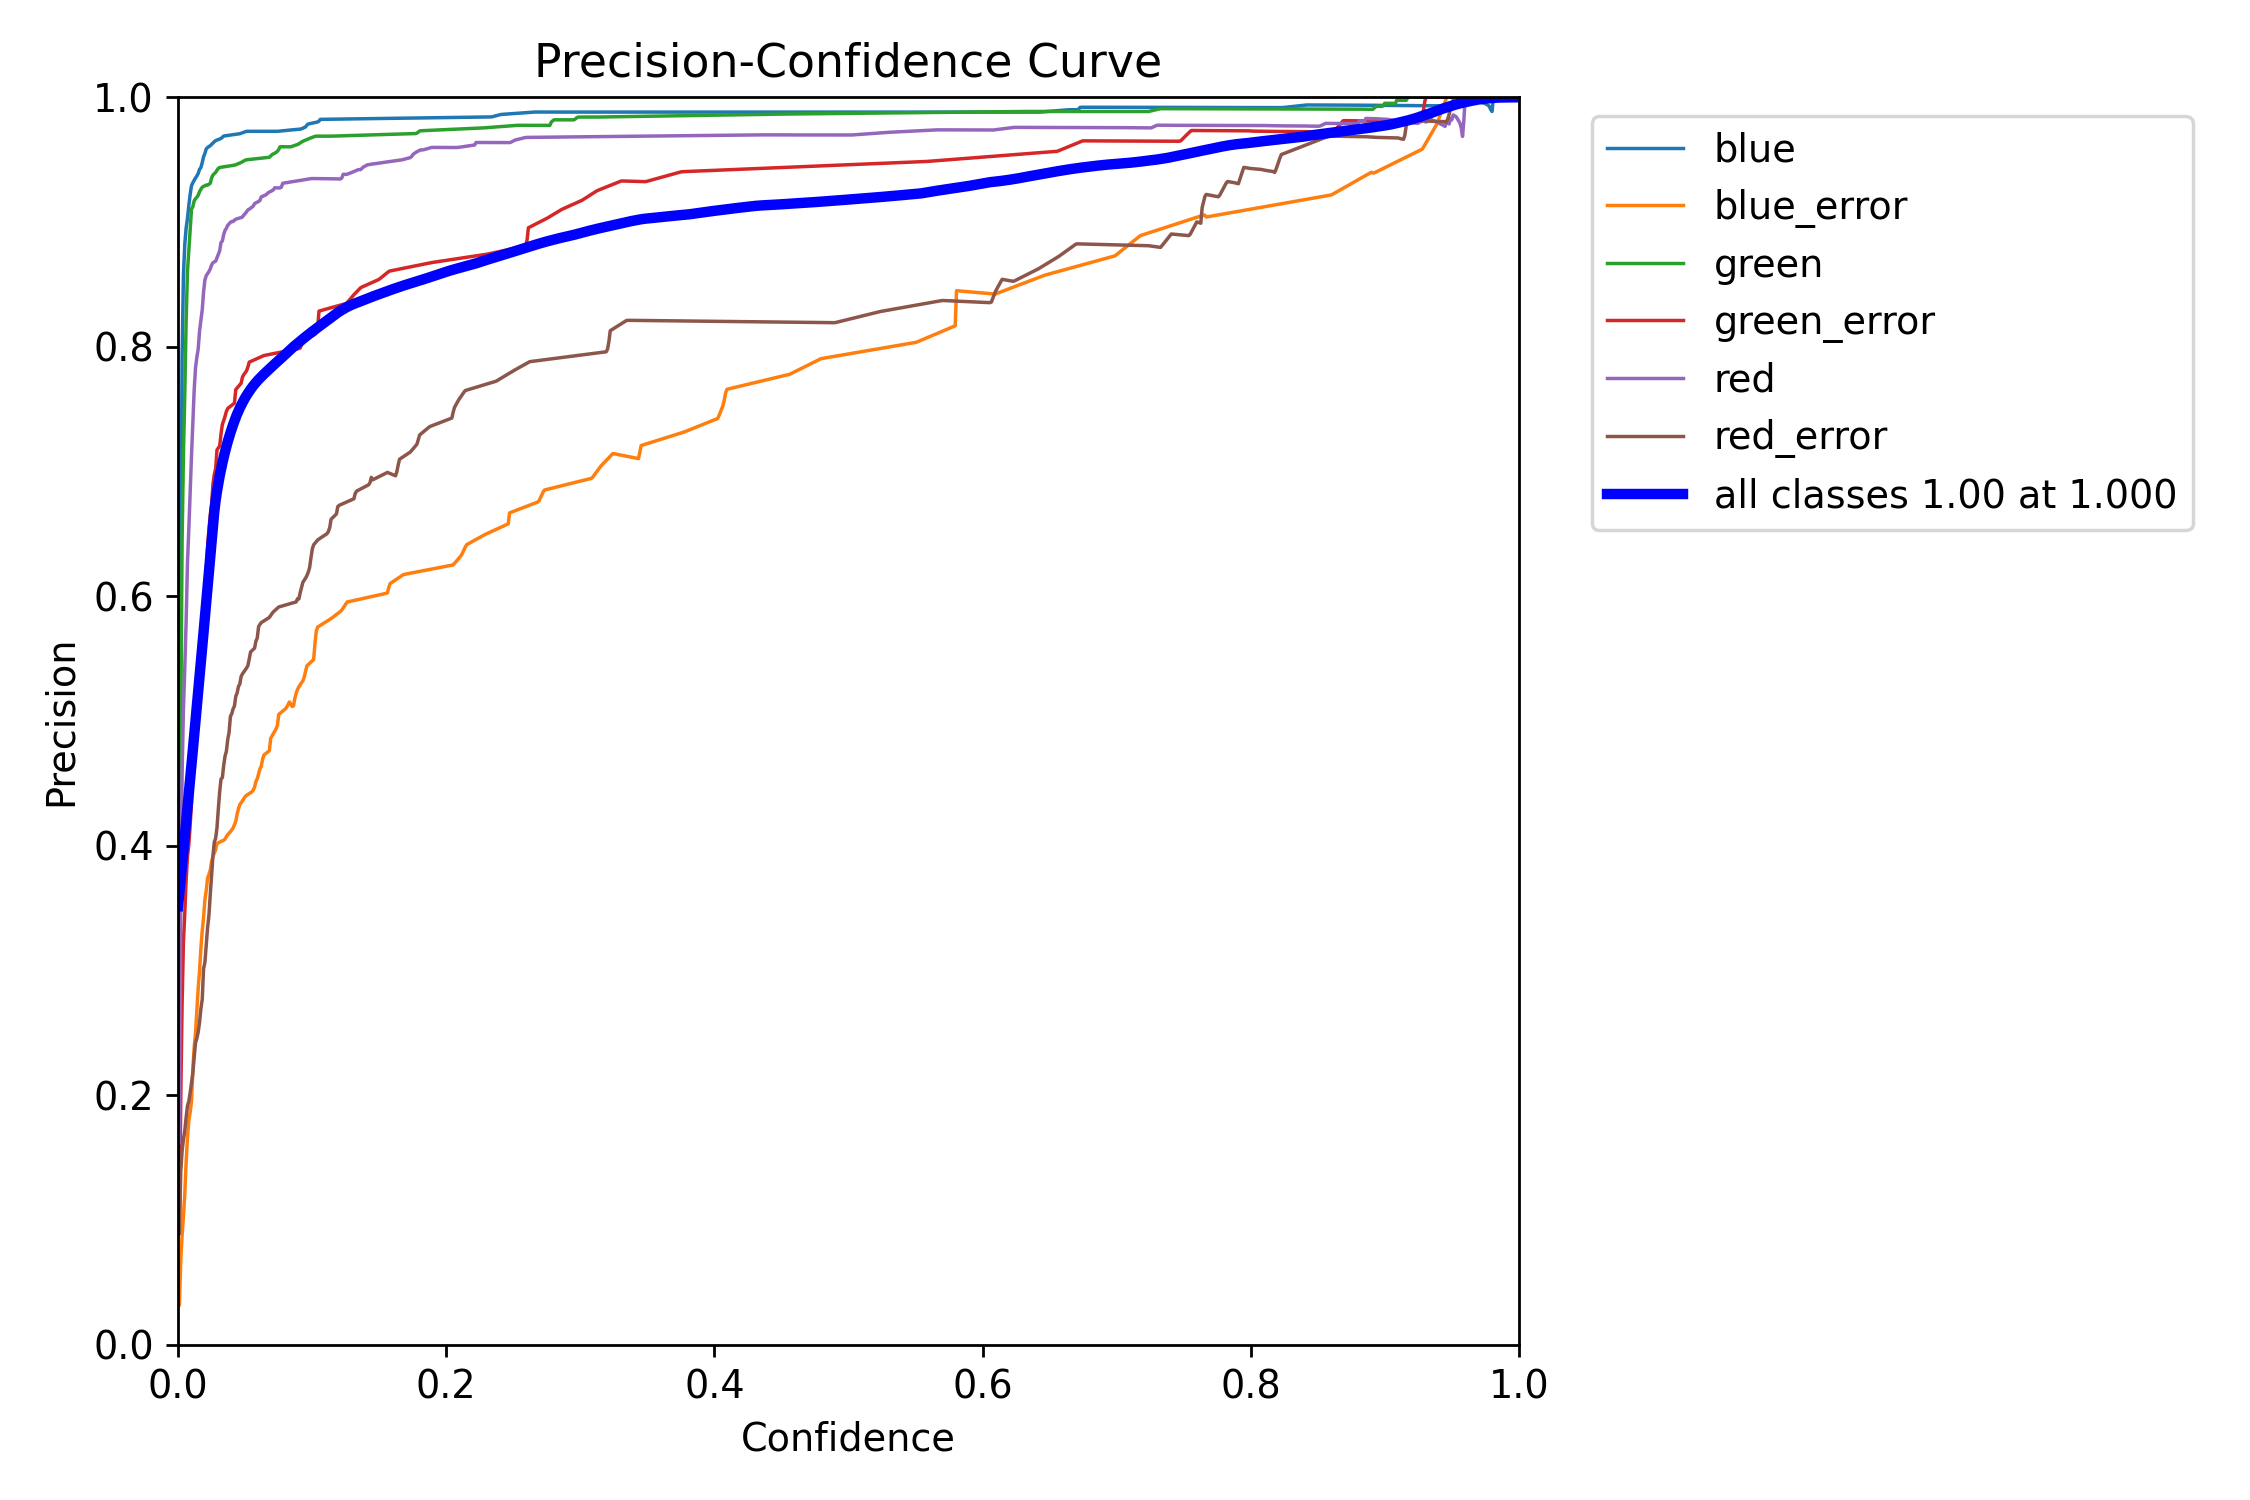 Precision-Confidence Curve
1.0
0.8
0.6
0.4
0.2
0.0
Precision
0.0 0.2 0.4 0.6 0.8 1.0
Confidence
blue
blue_error
green
green_error
red
red_error
all classes 1.00 at 1.000